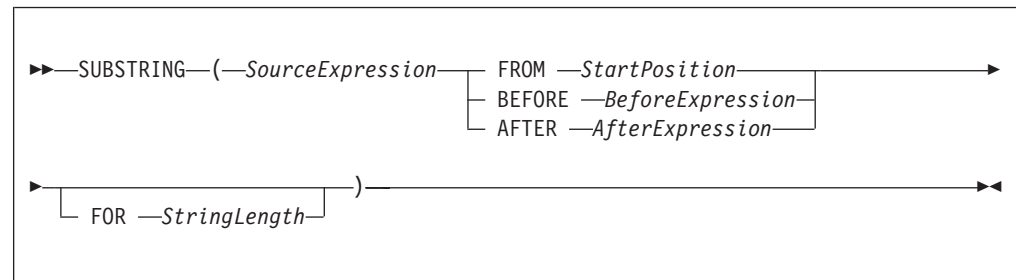 SUBSTRING ( SourceExpression FROM StartPosition
BEFORE BeforeExpression
AFTER AfterExpression
FOR StringLength )